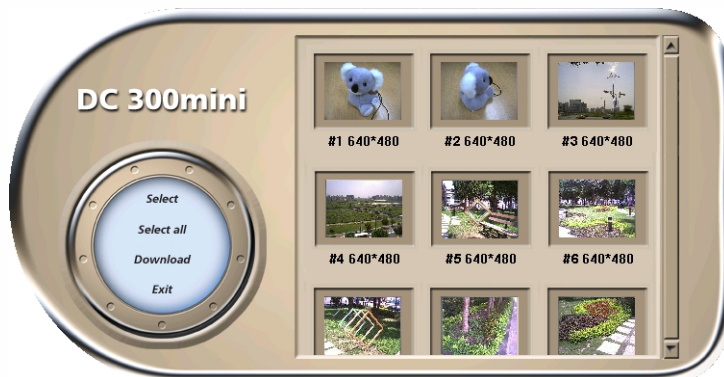 DC 300mini
Select
Select all
Download
Exit
#1 640*480
#2 640*480
#3 640*480
#4 640*480
#5 640*480
#6 640*480